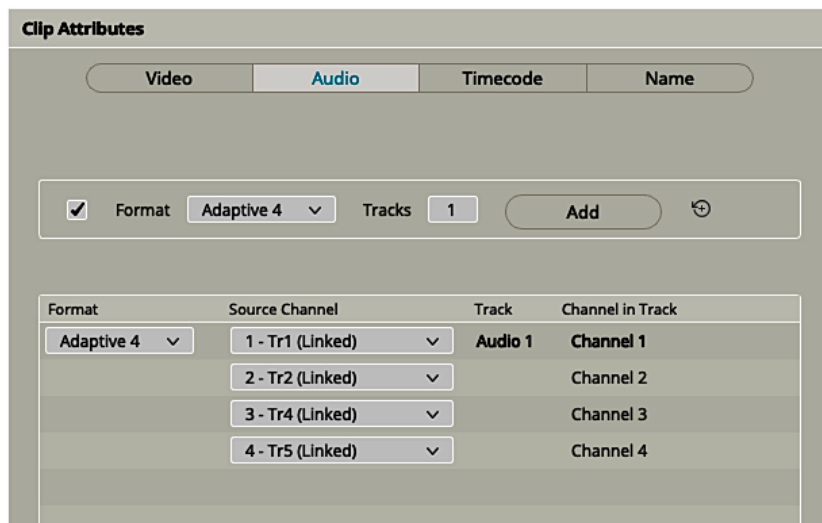 Clip Attributes
Video Audio Timecode Name
Format Adaptive 4 Tracks 1 Add
Format Source Channel Track Channel in Track
Adaptive 4 1 - Tr1 (Linked) Audio 1 Channel 1
2 - Tr2 (Linked) Channel 2
3 - Tr4 (Linked) Channel 3
4 - Tr5 (Linked) Channel 4